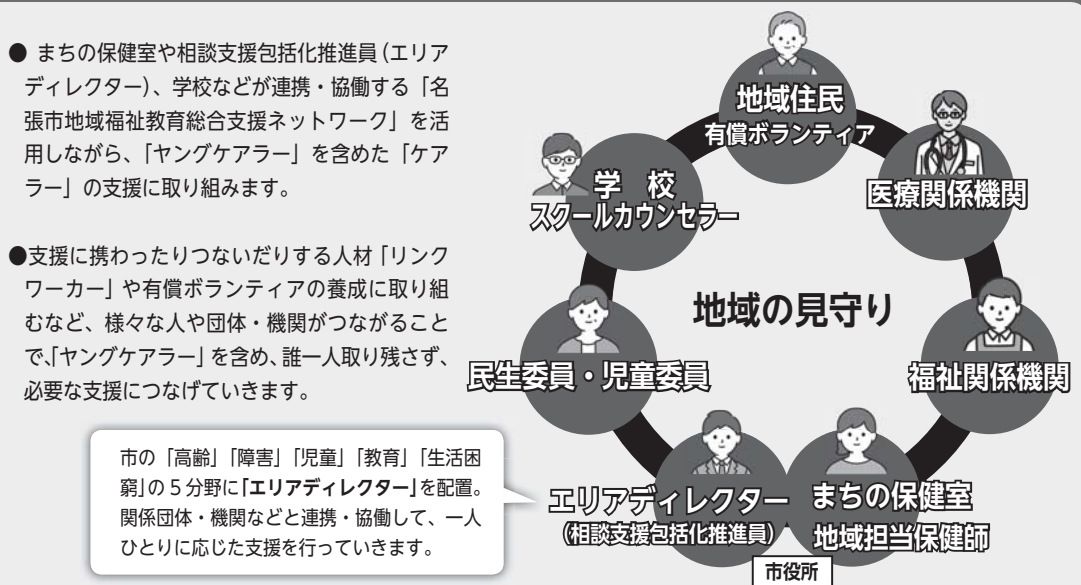 ● まちの保健室や相談支援包括化推進員(エリア
ディレクター)、学校などが連携・協働する「名
張市地域福祉教育総合支援ネットワーク」を活
用しながら、「ヤングケアラー」を含めた「ケア
ラー」の支援に取り組みます。
●支援に携わったりつないだりする人材「リンク
ワーカー」や有償ボランティアの養成に取り組
むなど、様々な人や団体・機関がつながること
で、「ヤングケアラー」を含め、誰一人取り残さず、
必要な支援につなげていきます。
市の「高齢」「障害」「児童」「教育」「生活困
窮」の5分野に「エリアディレクター」を配置。
関係団体・機関などと連携・協働して、一人
ひとりに応じた支援を行っていきます。
地域住民
有償ボランティア
学 校
スクールカウンセラー
医療関係機関
地域の見守り
民生委員・児童委員
福祉関係機関
エリアディレクター
(相談支援包括化推進員)
まちの保健室
地域担当保健師
市役所